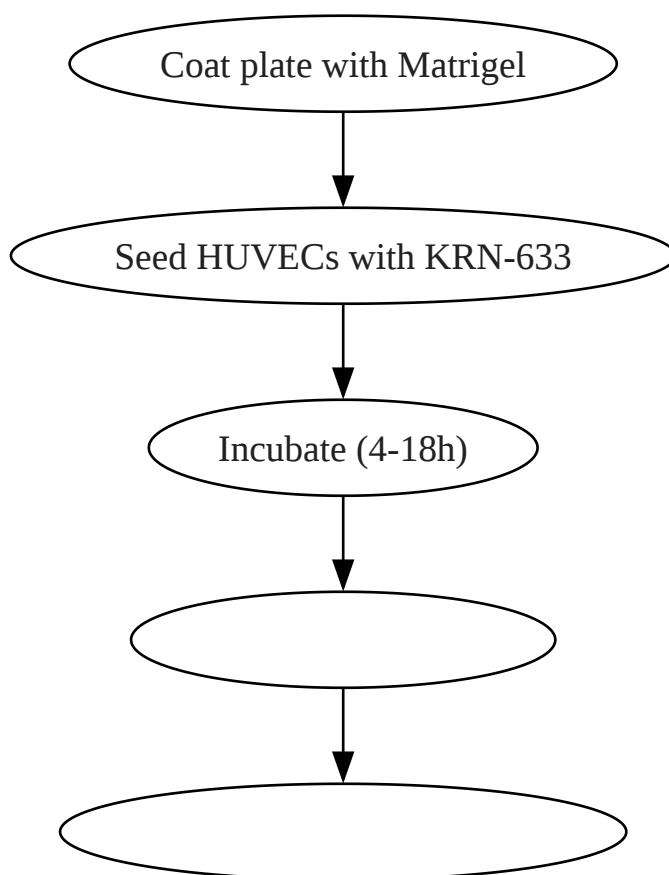 Coat plate with Matrigel
Seed HUVECs with KRN-633
Incubate (4-18h)